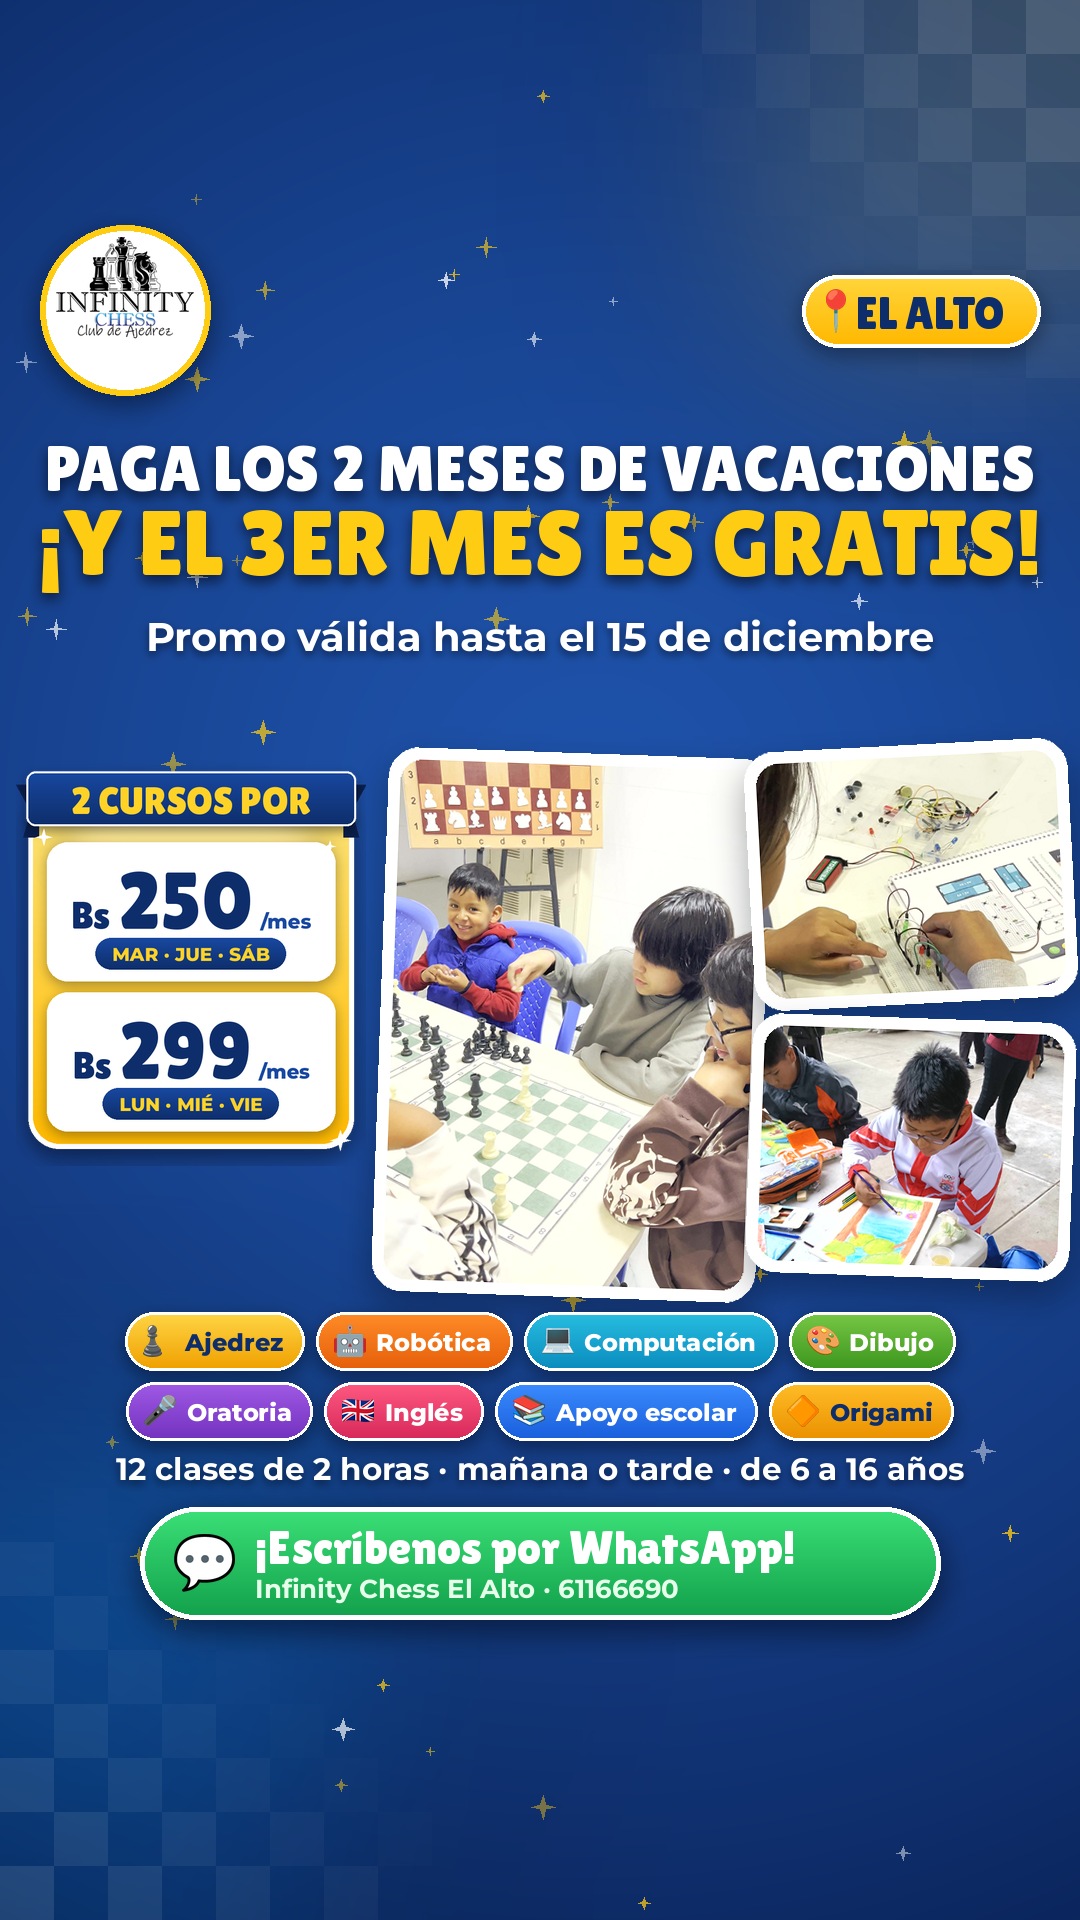 INFINITY
CHESS
Club de Ajedrez
EL ALTO
PAGA LOS 2 MESES DE VACACIONES
¡Y EL 3ER MES ES GRATIS!
Promo válida hasta el 15 de diciembre
2 CURSOS POR
Bs 250 /mes
MAR · JUE · SÁB
Bs 299 /mes
LUN · MIÉ · VIE
3
2
1
a b c d e f g h
Ajedrez
Robótica
Computación
Dibujo
Oratoria
Inglés
Apoyo escolar
Origami
12 clases de 2 horas · mañana o tarde · de 6 a 16 años
¡Escríbenos por WhatsApp!
Infinity Chess El Alto · 61166690